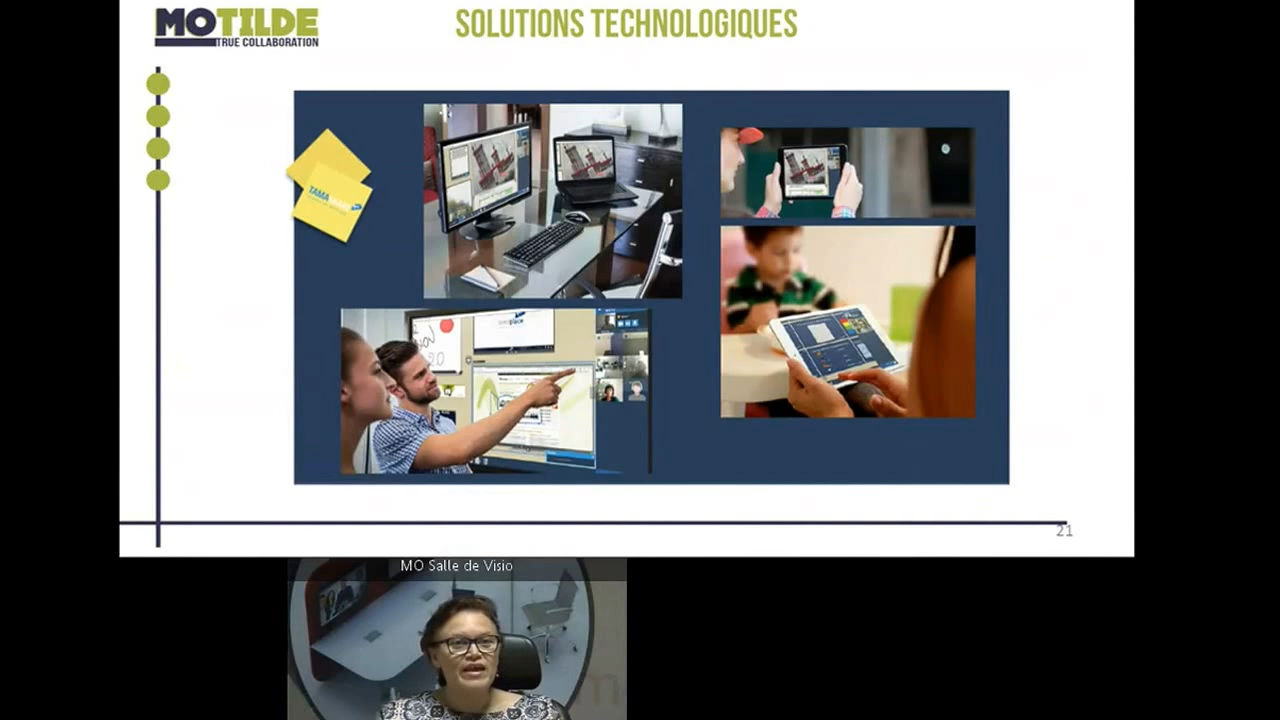 MOTILDE
TRUE COLLABORATION
SOLUTIONS TECHNOLOGIQUES
21
MO Salle de Visio